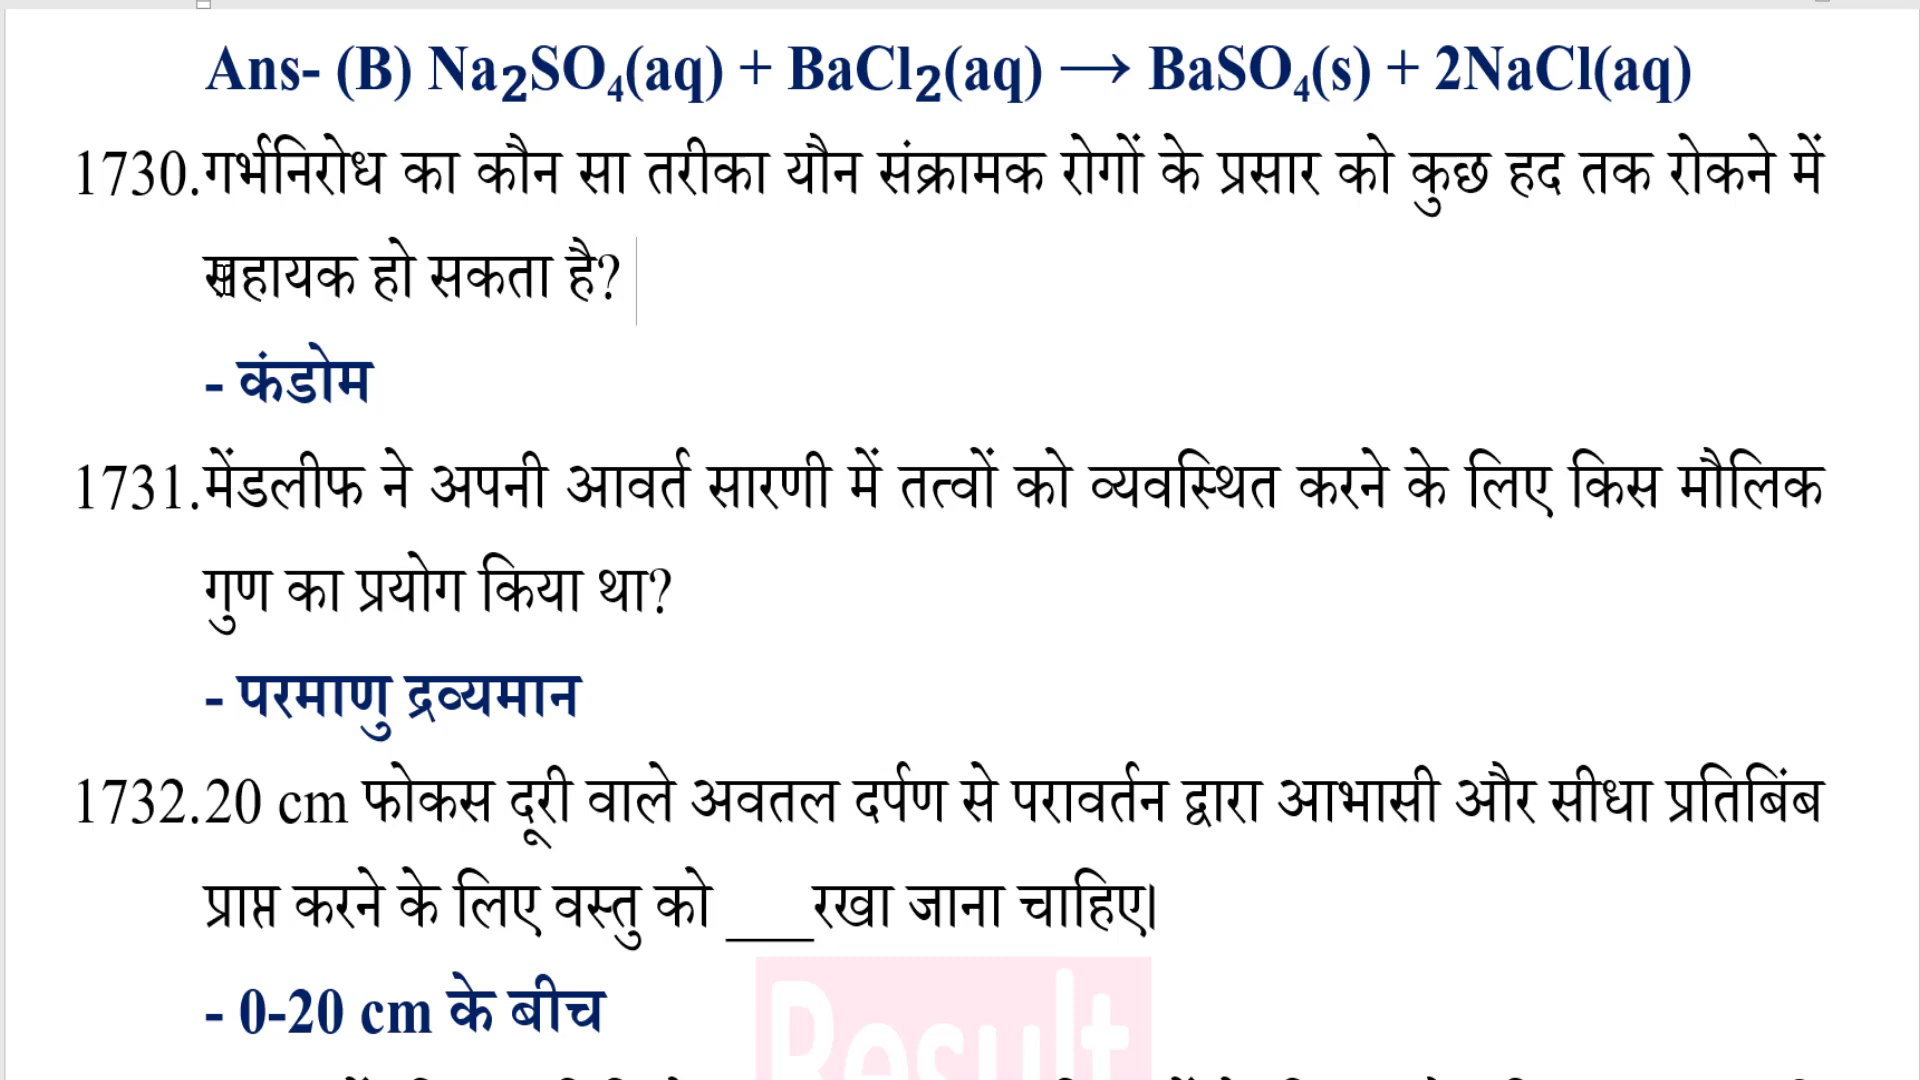 Ans- (B) Na₂SO₄(aq) + BaCl₂(aq) → BaSO₄(s) + 2NaCl(aq)
1730.गर्भनिरोध का कौन सा तरीका यौन संक्रामक रोगों के प्रसार को कुछ हद तक रोकने में
सहायक हो सकता है?
- कंडोम
1731.मेंडलीफ ने अपनी आवर्त सारणी में तत्वों को व्यवस्थित करने के लिए किस मौलिक
गुण का प्रयोग किया था?
- परमाणु द्रव्यमान
1732.20 cm फोकस दूरी वाले अवतल दर्पण से परावर्तन द्वारा आभासी और सीधा प्रतिबिंब
प्राप्त करने के लिए वस्तु को ___रखा जाना चाहिए।
- 0-20 cm के बीच
Result